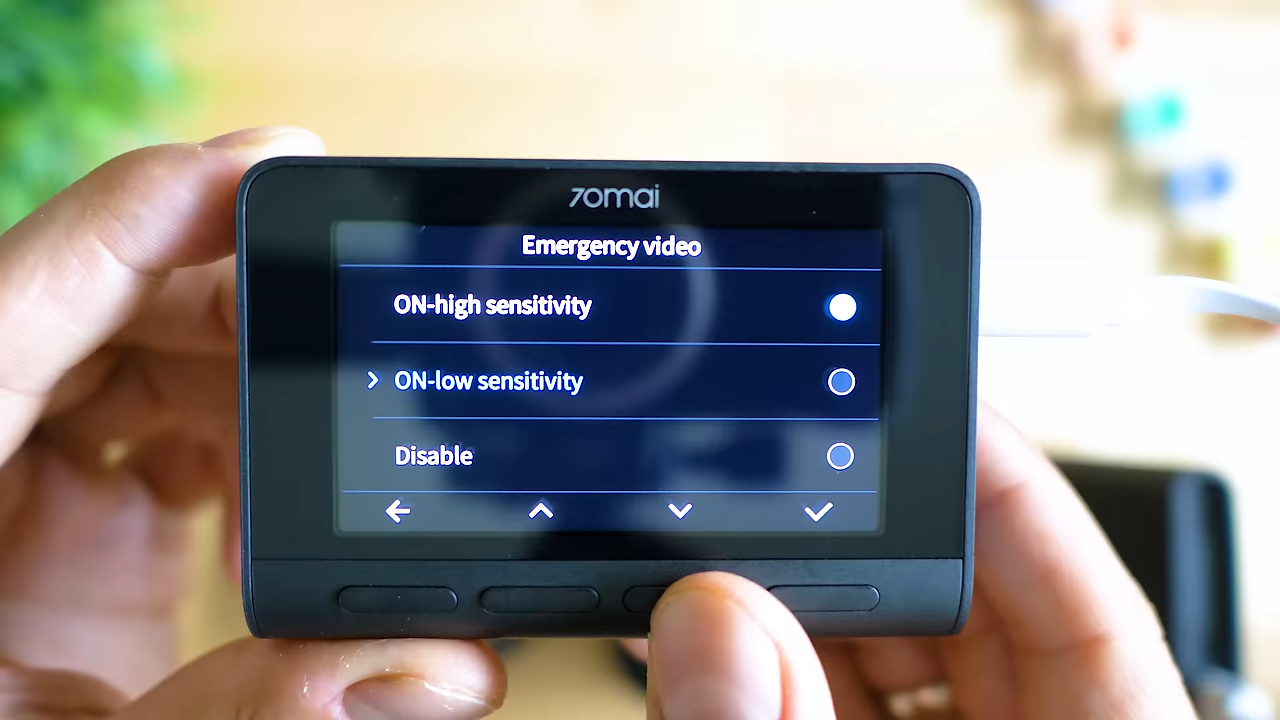 70mai
Emergency video
ON-high sensitivity
ON-low sensitivity
Disable